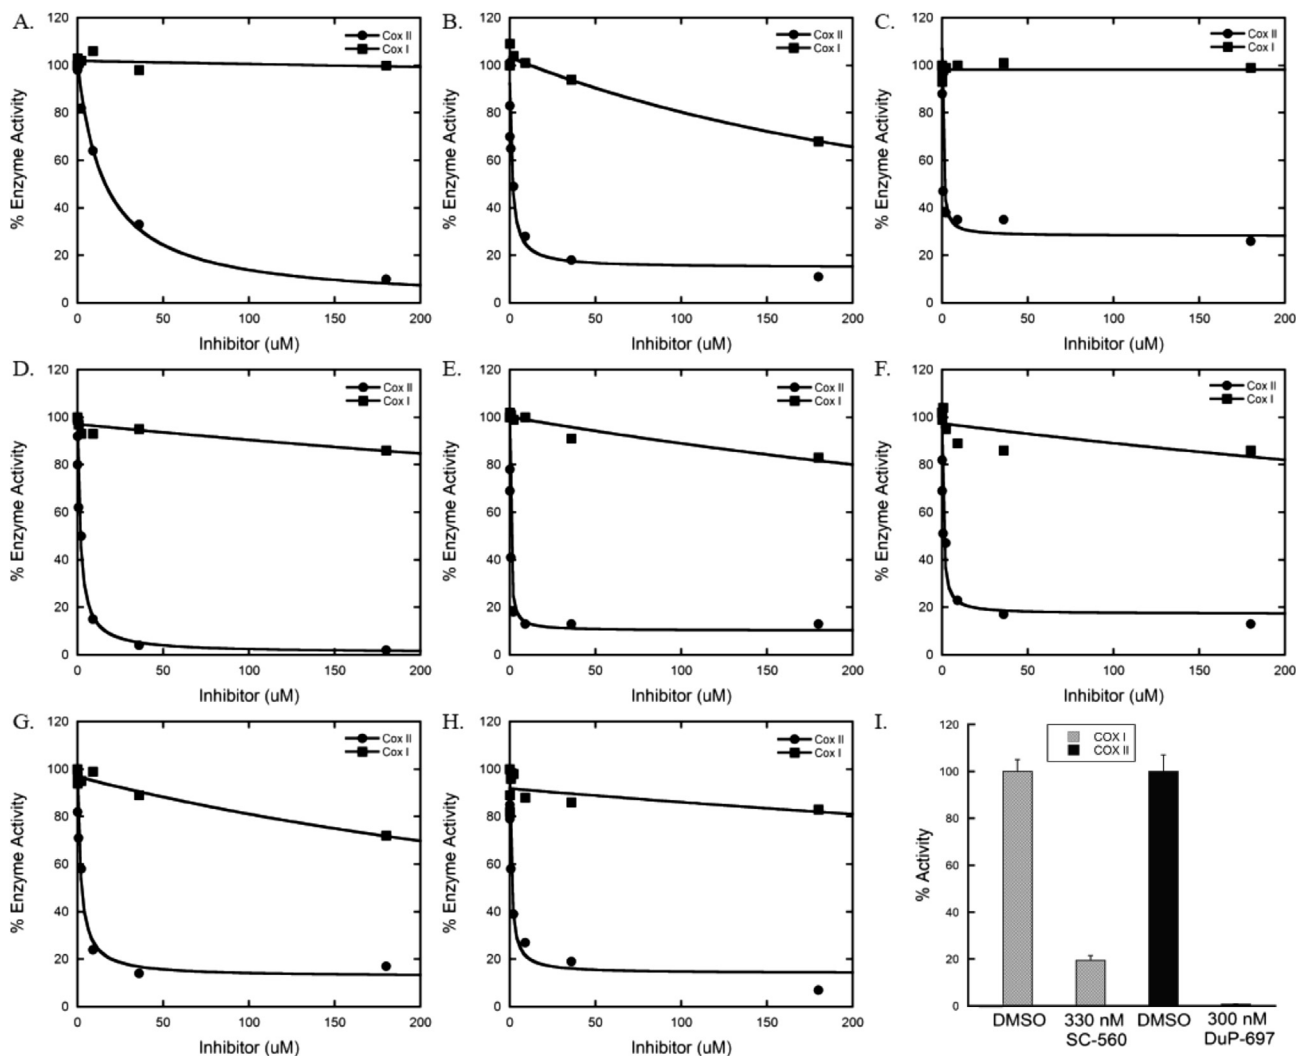 A.
120
100
80
60
40
20
0
% Enzyme Activity
Cox II
Cox I
0 50 100 150 200
Inhibitor (uM)
B.
120
100
80
60
40
20
0
% Enzyme Activity
Cox II
Cox I
0 50 100 150 200
Inhibitor (uM)
C.
120
100
80
60
40
20
0
% Enzyme Activity
Cox II
Cox I
0 50 100 150 200
Inhibitor (uM)
D.
120
100
80
60
40
20
0
% Enzyme Activity
Cox II
Cox I
0 50 100 150 200
Inhibitor (uM)
E.
120
100
80
60
40
20
0
% Enzyme Activity
Cox II
Cox I
0 50 100 150 200
Inhibitor (uM)
F.
120
100
80
60
40
20
0
% Enzyme Activity
Cox II
Cox I
0 50 100 150 200
Inhibitor (uM)
G.
120
100
80
60
40
20
0
% Enzyme Activity
Cox II
Cox I
0 50 100 150 200
Inhibitor (uM)
H.
120
100
80
60
40
20
0
% Enzyme Activity
Cox II
Cox I
0 50 100 150 200
Inhibitor (uM)
I.
120
100
80
60
40
20
0
% Activity
COX I
COX II
DMSO 330 nM DMSO 300 nM
SC-560 DuP-697